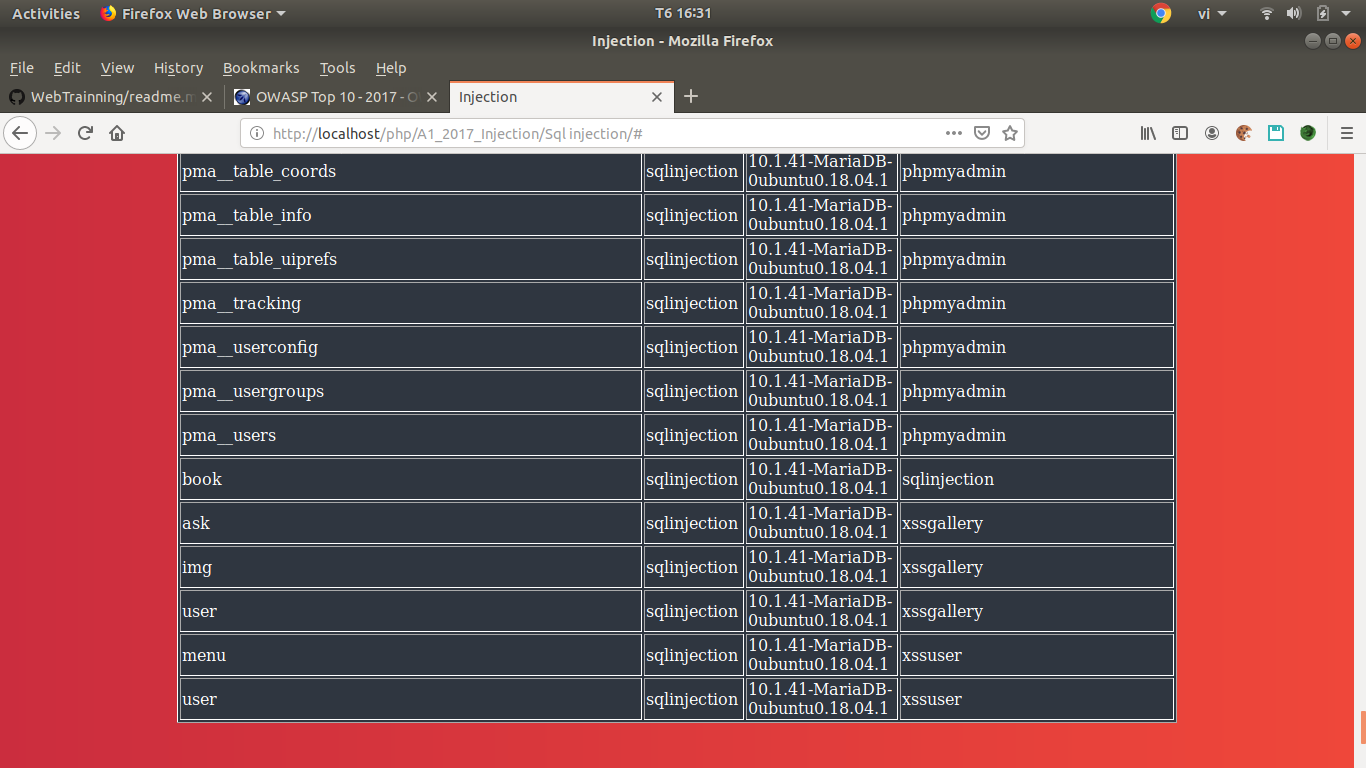 Activities Firefox Web Browser T6 16:31 vi
Injection - Mozilla Firefox
File Edit View History Bookmarks Tools Help
WebTrainning/readme.m OWASP Top 10 - 2017 - O Injection
http://localhost/php/A1_2017_Injection/Sql injection/#
pma__table_coords sqlinjection 10.1.41-MariaDB-
0ubuntu0.18.04.1 phpmyadmin
pma__table_info sqlinjection 10.1.41-MariaDB-
0ubuntu0.18.04.1 phpmyadmin
pma__table_uiprefs sqlinjection 10.1.41-MariaDB-
0ubuntu0.18.04.1 phpmyadmin
pma__tracking sqlinjection 10.1.41-MariaDB-
0ubuntu0.18.04.1 phpmyadmin
pma__userconfig sqlinjection 10.1.41-MariaDB-
0ubuntu0.18.04.1 phpmyadmin
pma__usergroups sqlinjection 10.1.41-MariaDB-
0ubuntu0.18.04.1 phpmyadmin
pma__users sqlinjection 10.1.41-MariaDB-
0ubuntu0.18.04.1 phpmyadmin
book sqlinjection 10.1.41-MariaDB-
0ubuntu0.18.04.1 sqlinjection
ask sqlinjection 10.1.41-MariaDB-
0ubuntu0.18.04.1 xssgallery
img sqlinjection 10.1.41-MariaDB-
0ubuntu0.18.04.1 xssgallery
user sqlinjection 10.1.41-MariaDB-
0ubuntu0.18.04.1 xssgallery
menu sqlinjection 10.1.41-MariaDB-
0ubuntu0.18.04.1 xssuser
user sqlinjection 10.1.41-MariaDB-
0ubuntu0.18.04.1 xssuser